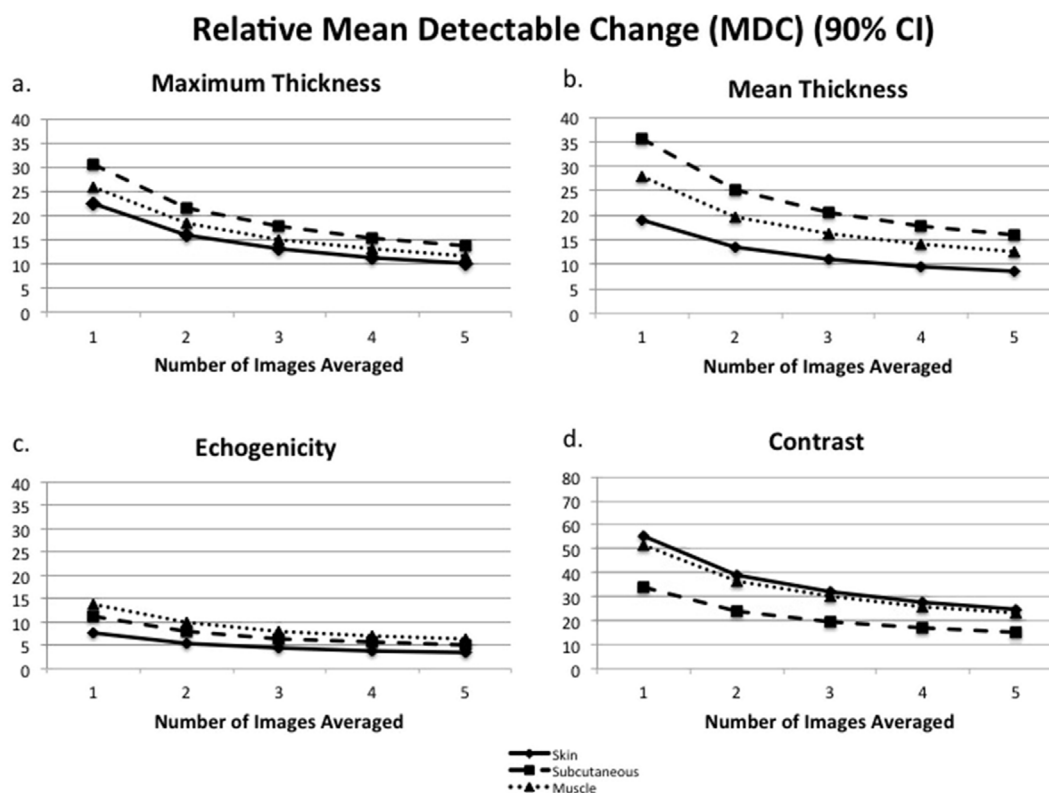 Relative Mean Detectable Change (MDC) (90% CI)
a.
Maximum Thickness
40
35
30
25
20
15
10
5
0
1 2 3 4 5
Number of Images Averaged
b.
Mean Thickness
40
35
30
25
20
15
10
5
0
1 2 3 4 5
Number of Images Averaged
c.
Echogenicity
40
35
30
25
20
15
10
5
0
1 2 3 4 5
Number of Images Averaged
d.
Contrast
80
70
60
50
40
30
20
10
0
1 2 3 4 5
Number of Images Averaged
Skin
Subcutaneous
Muscle